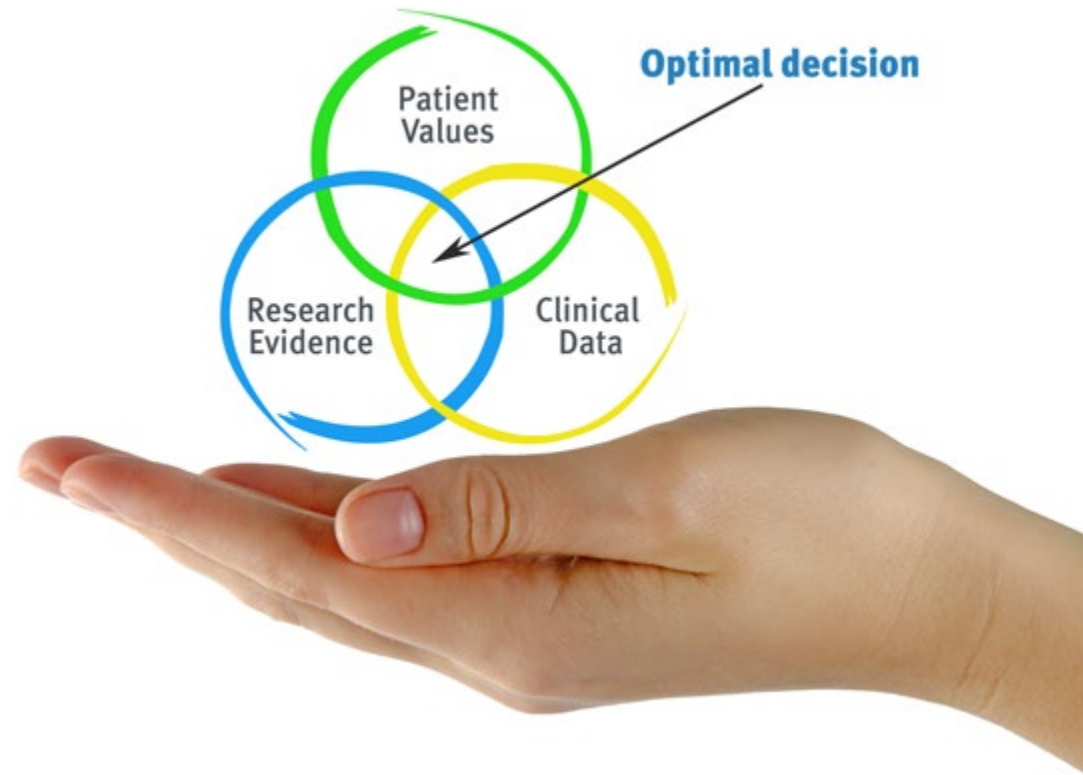 Optimal decision
Patient
Values
Research
Evidence
Clinical
Data